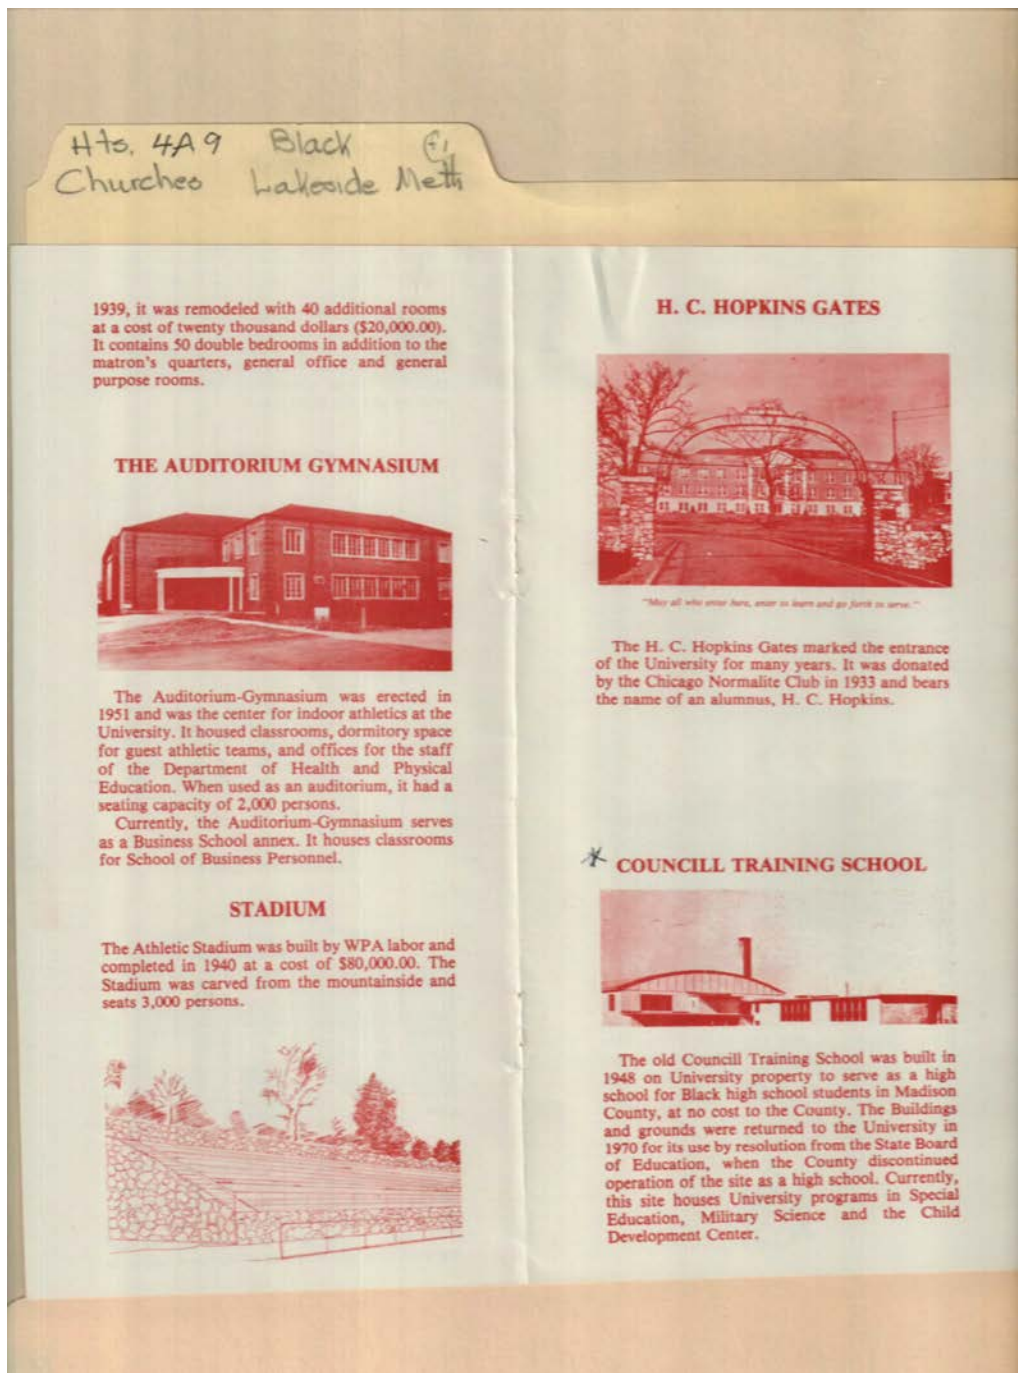 Hts. 4A9 Black
Churches Lakeside Meth
1939, it was remodeled with 40 additional rooms
at a cost of twenty thousand dollars ($20,000.00).
It contains 50 double bedrooms in addition to the
matron's quarters, general office and general
purpose rooms.
THE AUDITORIUM GYMNASIUM
The Auditorium-Gymnasium was erected in
1951 and was the center for indoor athletics at the
University. It housed classrooms, dormitory space
for guest athletic teams, and offices for the staff
of the Department of Health and Physical
Education. When used as an auditorium, it had a
seating capacity of 2,000 persons.
Currently, the Auditorium-Gymnasium serves
as a Business School annex. It houses classrooms
for School of Business Personnel.
STADIUM
The Athletic Stadium was built by WPA labor and
completed in 1940 at a cost of $80,000.00. The
Stadium was carved from the mountainside and
seats 3,000 persons.
H. C. HOPKINS GATES
"May all who enter here, enter to learn and go forth to serve."
The H. C. Hopkins Gates marked the entrance
of the University for many years. It was donated
by the Chicago Normalite Club in 1933 and bears
the name of an alumnus, H. C. Hopkins.
* COUNCILL TRAINING SCHOOL
The old Councill Training School was built in
1948 on University property to serve as a high
school for Black high school students in Madison
County, at no cost to the County. The Buildings
and grounds were returned to the University in
1970 for its use by resolution from the State Board
of Education, when the County discontinued
operation of the site as a high school. Currently,
this site houses University programs in Special
Education, Military Science and the Child
Development Center.